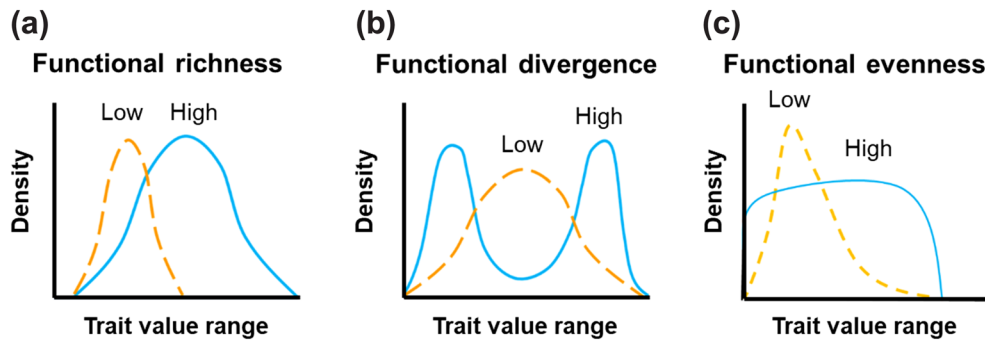 (a)
Functional richness
Low
High
Density
Trait value range
(b)
Functional divergence
High
Low
Density
Trait value range
(c)
Functional evenness
Low
High
Density
Trait value range